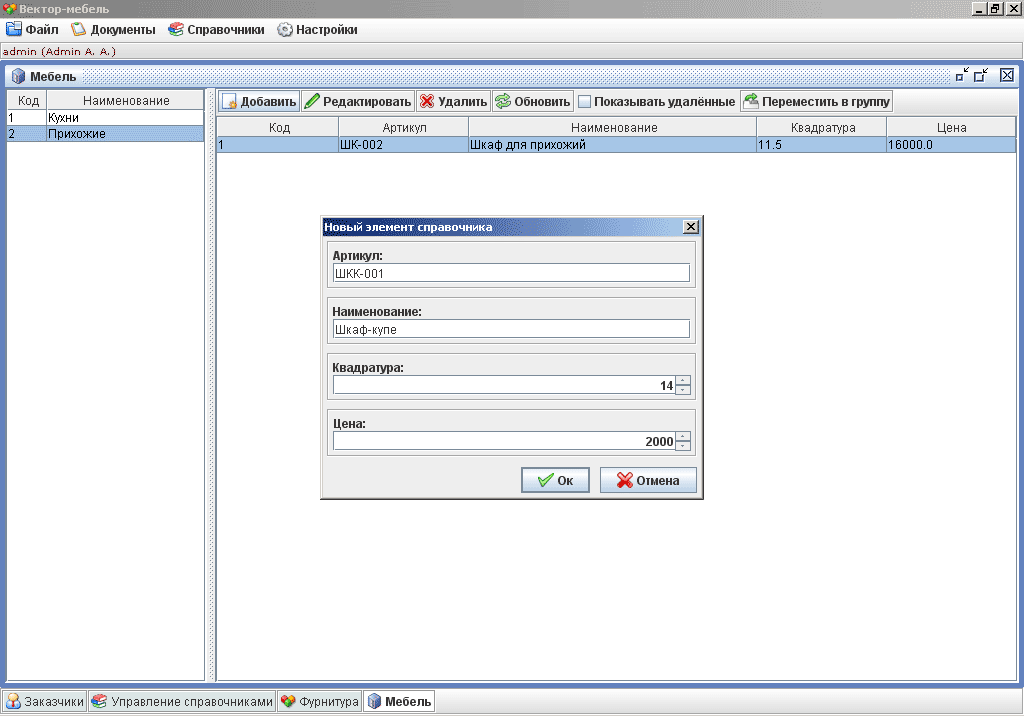 Вектор-мебель
Файл Документы Справочники Настройки
admin (Admin A. A.)
Мебель
Код Наименование
1 Кухни
2 Прихожие
Добавить Редактировать Удалить Обновить Показывать удалённые Переместить в группу
Код Артикул Наименование Квадратура Цена
1 ШК-002 Шкаф для прихожий 11.5 16000.0
Новый элемент справочника
Артикул:
ШКК-001
Наименование:
Шкаф-купе
Квадратура:
14
Цена:
2000
Ок Отмена
Заказчики Управление справочниками Фурнитура Мебель